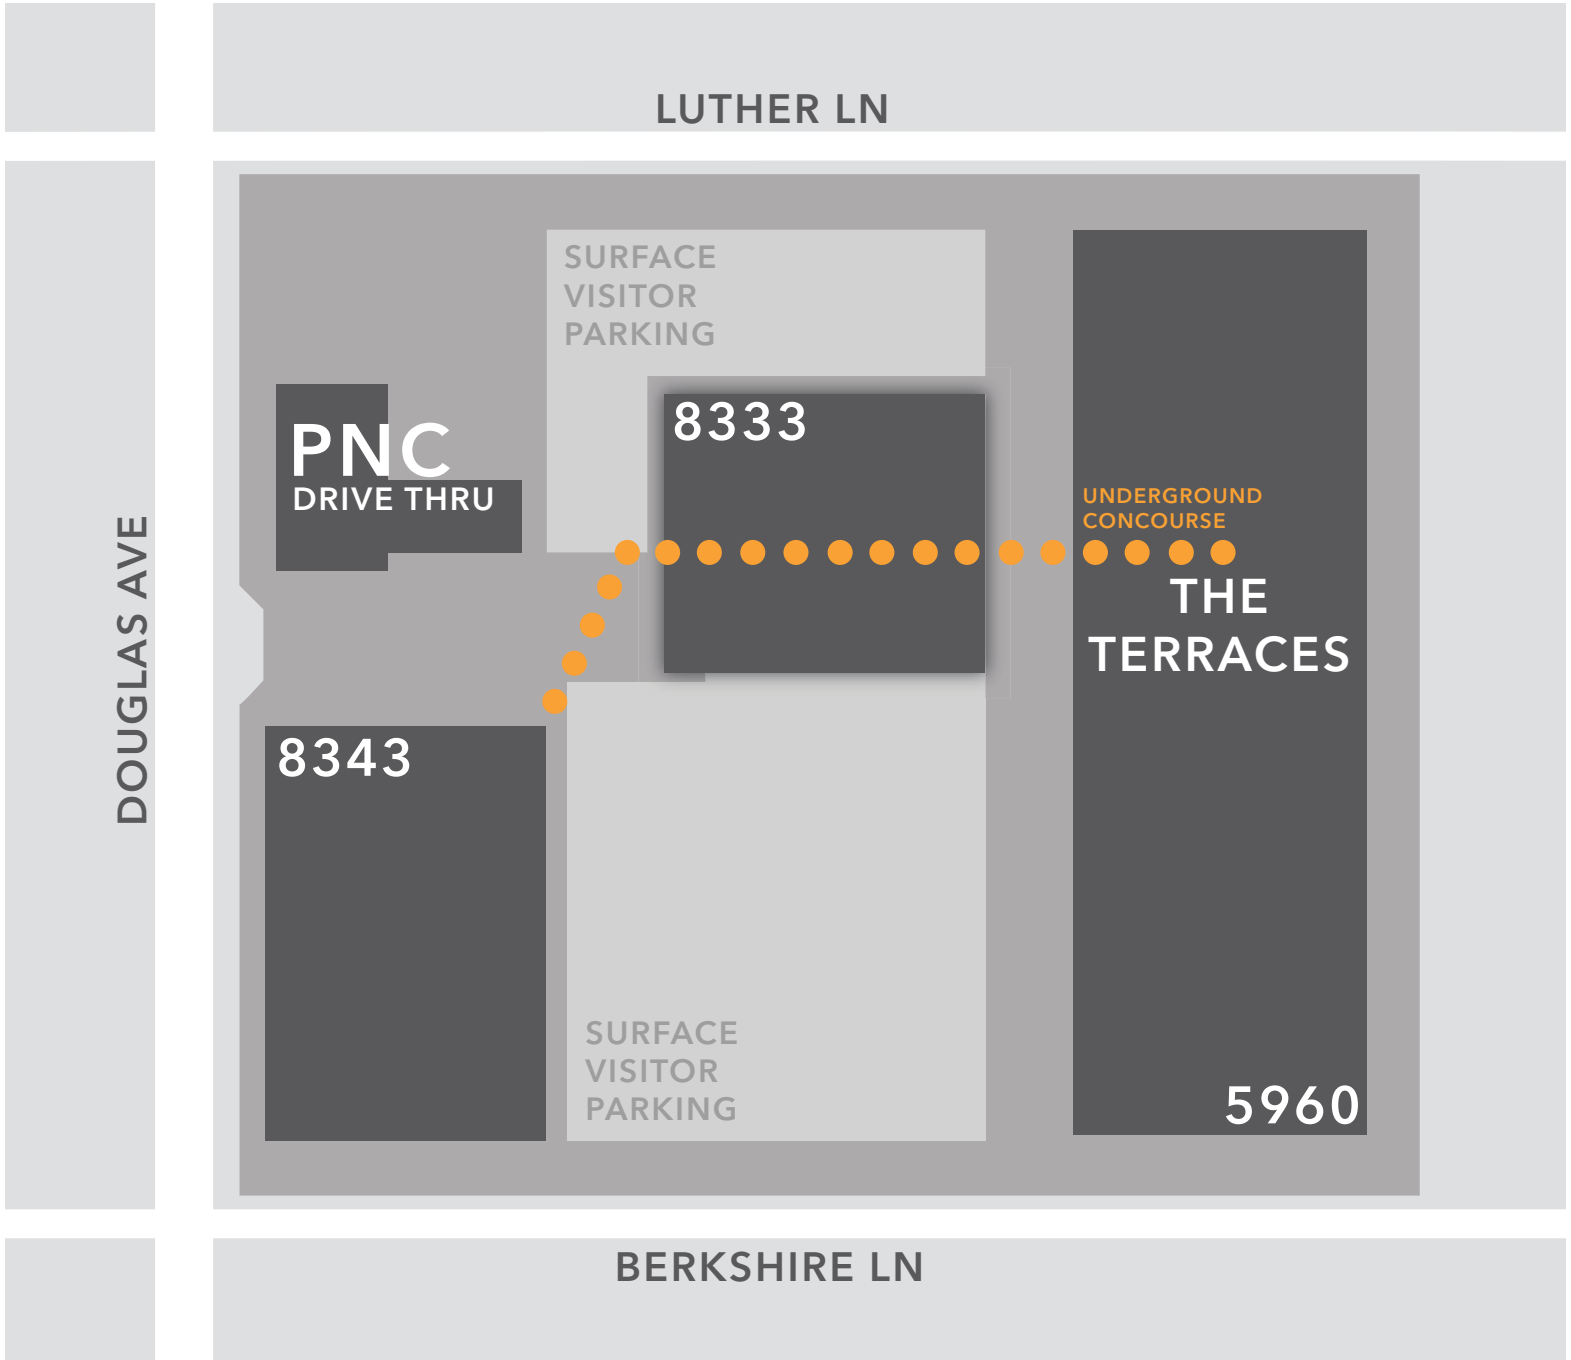 LUTHER LN
SURFACE
VISITOR
PARKING
8333
PNC
DRIVE THRU
UNDERGROUND
CONCOURSE
THE
TERRACES
DOUGLAS AVE
8343
SURFACE
VISITOR
PARKING
5960
BERKSHIRE LN